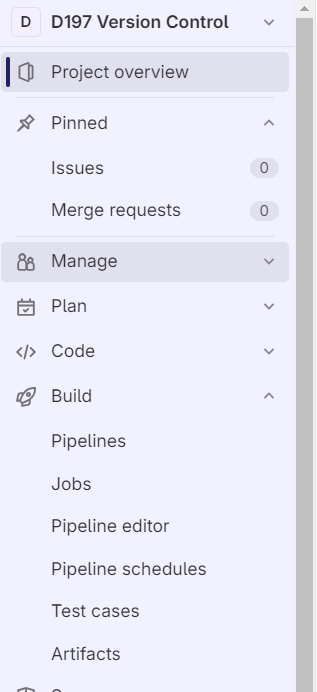 D D197 Version Control
Project overview
Pinned
Issues 0
Merge requests 0
Manage
Plan
Code
Build
Pipelines
Jobs
Pipeline editor
Pipeline schedules
Test cases
Artifacts